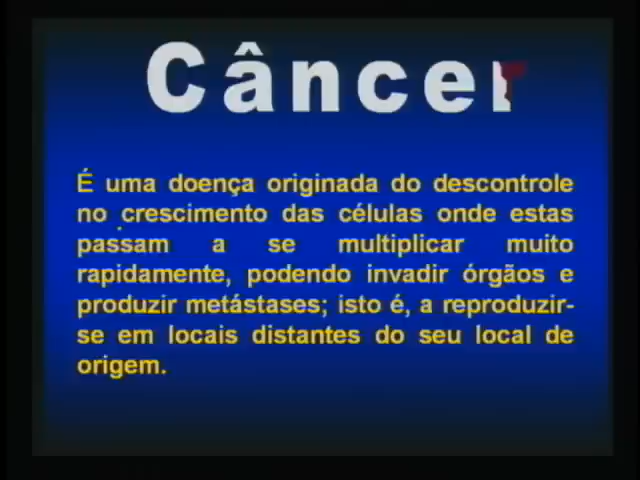 Câncer
É uma doença originada do descontrole
no crescimento das células onde estas
passam a se multiplicar muito
rapidamente, podendo invadir órgãos e
produzir metástases; isto é, a reproduzir-
se em locais distantes do seu local de
origem.